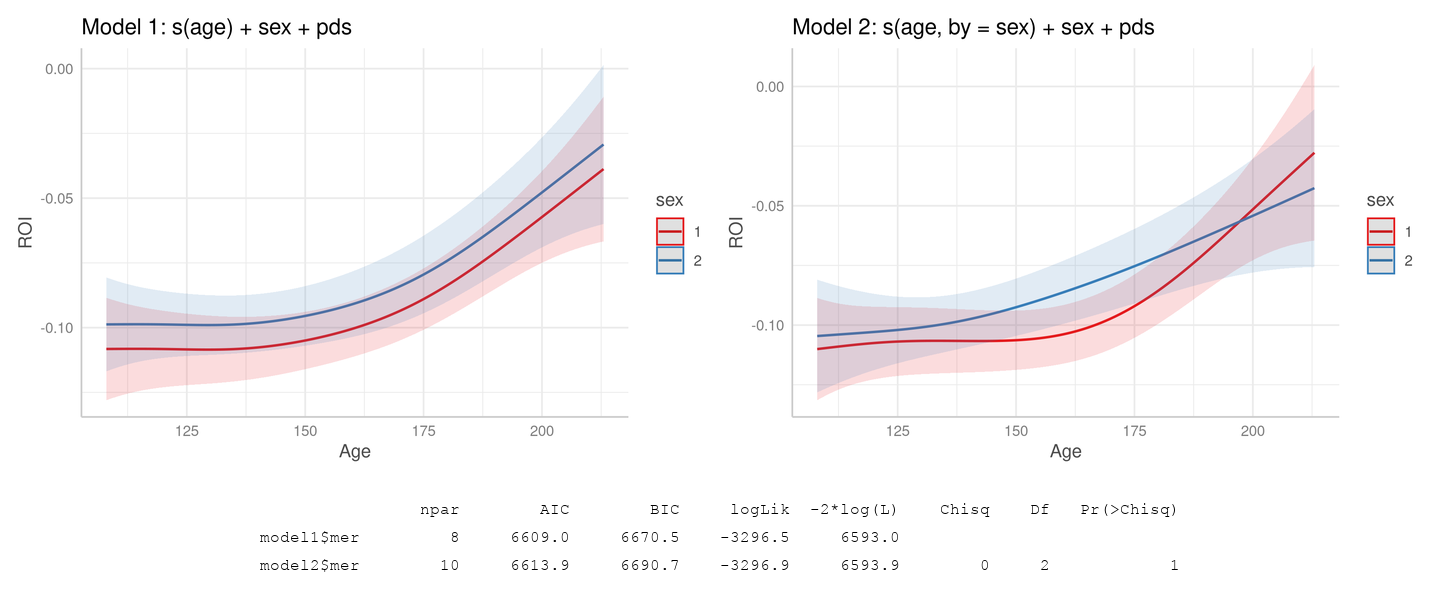 Model 1: s(age) + sex + pds
0.00
-0.05
-0.10
ROI
125 150 175 200
Age
sex
1
2
Model 2: s(age, by = sex) + sex + pds
0.00
-0.05
-0.10
ROI
125 150 175 200
Age
sex
1
2
npar AIC BIC logLik -2*log(L) Chisq Df Pr(>Chisq)
model1$mer 8 6609.0 6670.5 -3296.5 6593.0
model2$mer 10 6613.9 6690.7 -3296.9 6593.9 0 2 1